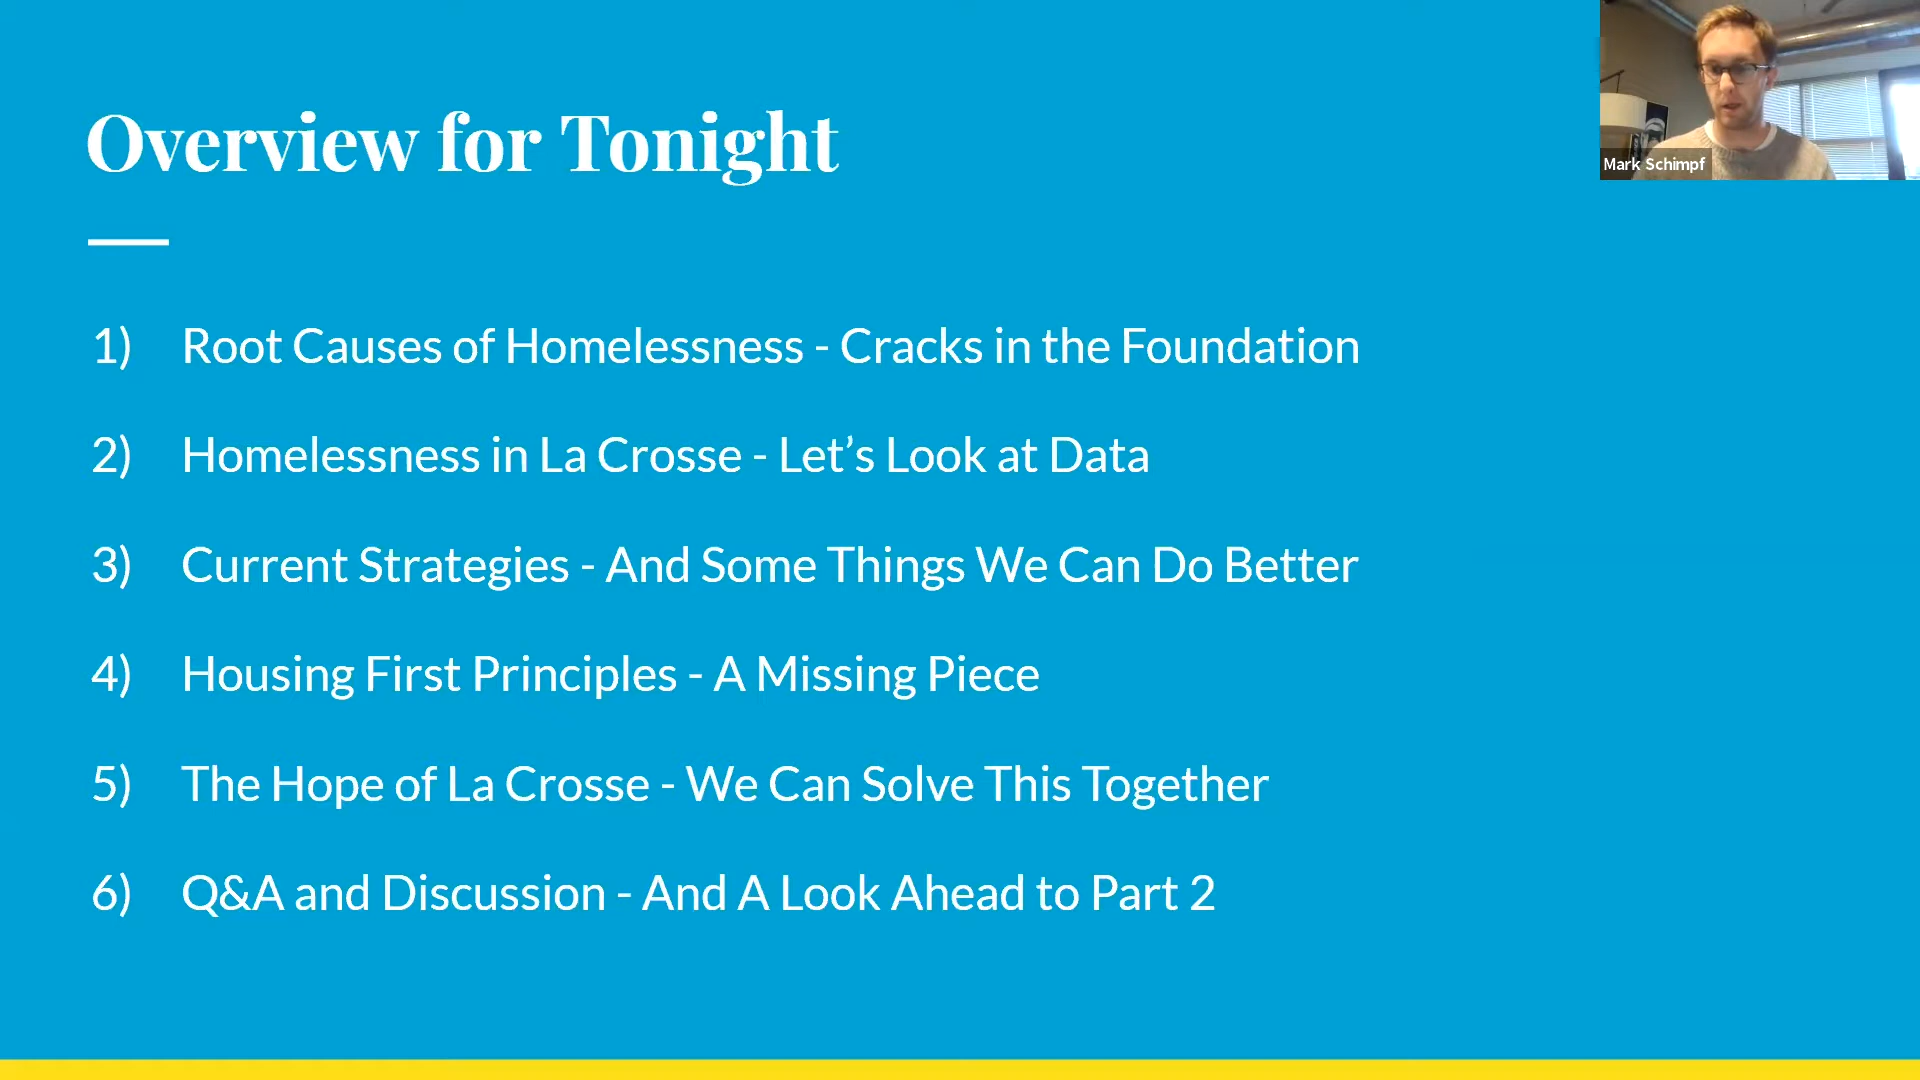 Overview for Tonight
Mark Schimpf
1) Root Causes of Homelessness - Cracks in the Foundation
2) Homelessness in La Crosse - Let’s Look at Data
3) Current Strategies - And Some Things We Can Do Better
4) Housing First Principles - A Missing Piece
5) The Hope of La Crosse - We Can Solve This Together
6) Q&A and Discussion - And A Look Ahead to Part 2